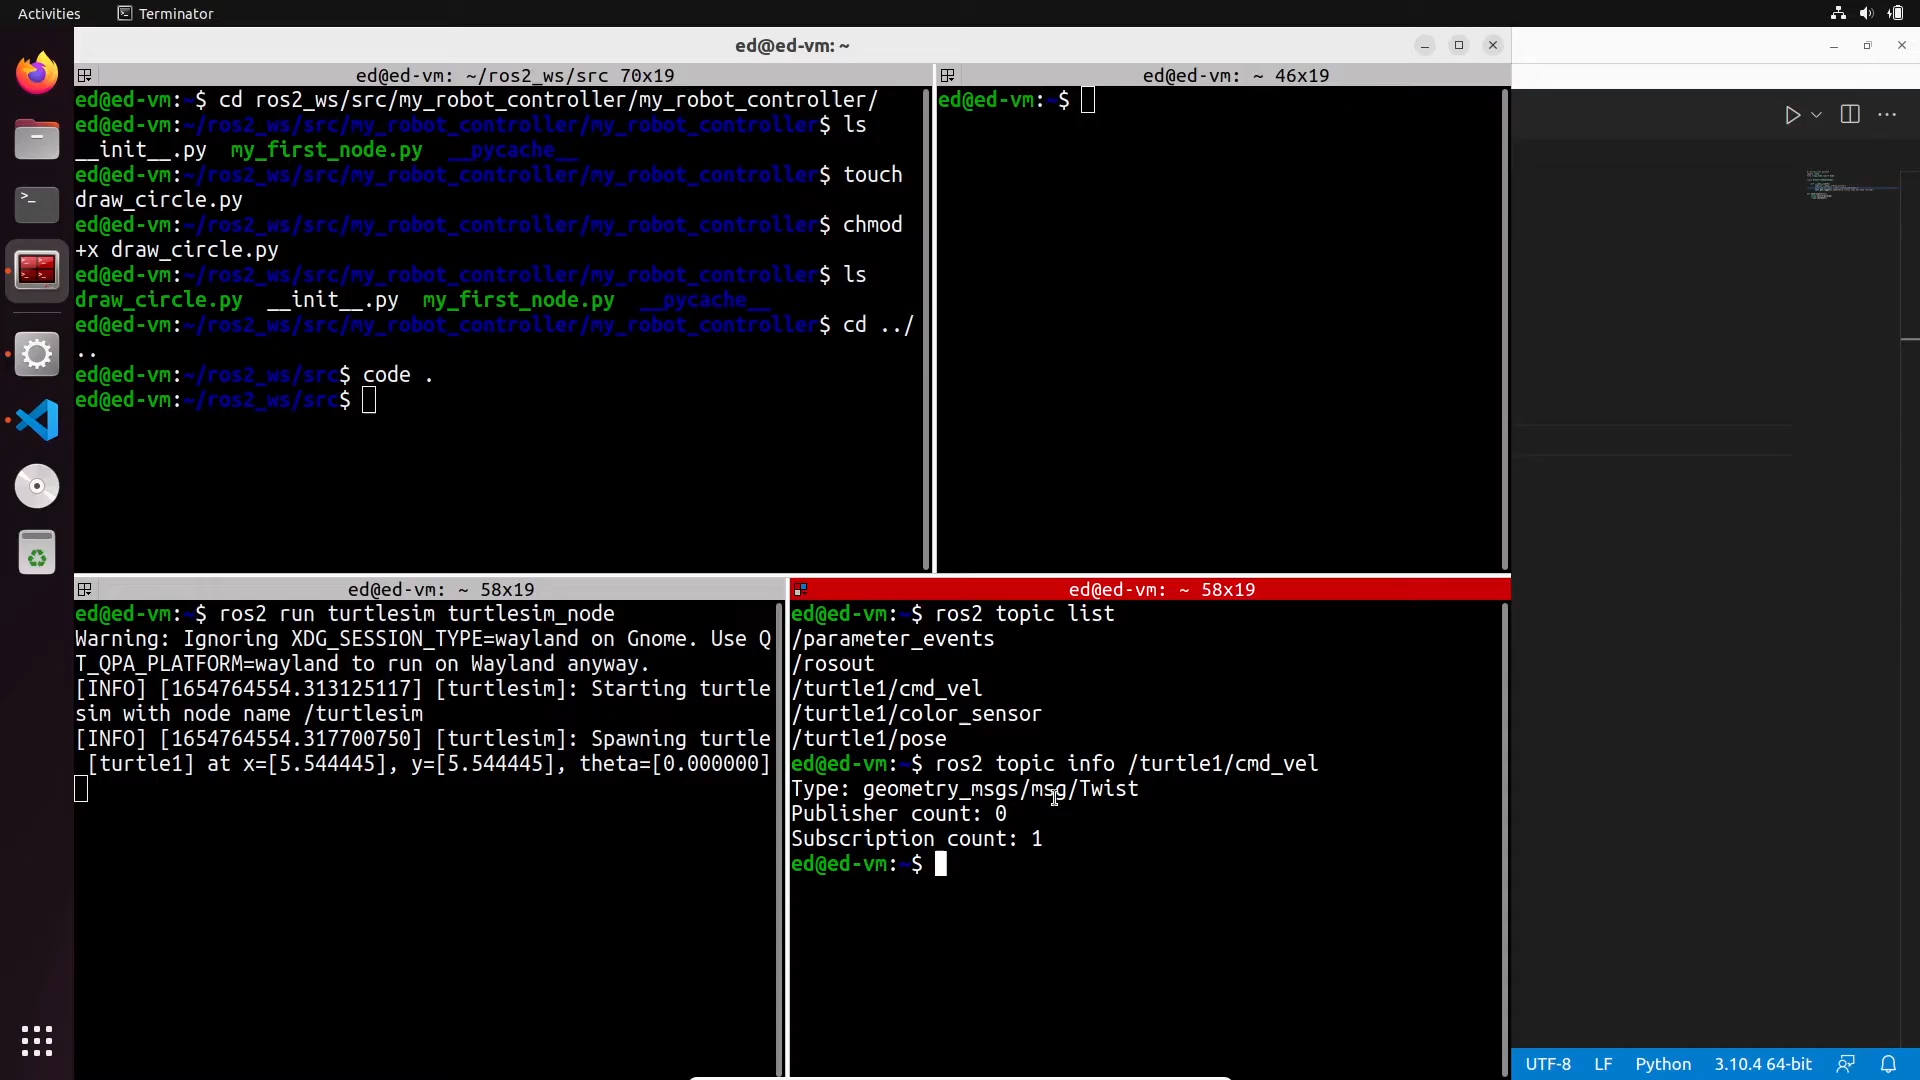 Activities
Terminator
ed@ed-vm: ~
ed@ed-vm: ~/ros2_ws/src 70x19
ed@ed-vm:~$ cd ros2_ws/src/my_robot_controller/my_robot_controller/
ed@ed-vm:~/ros2_ws/src/my_robot_controller/my_robot_controller$ ls
__init__.py my_first_node.py __pycache__
ed@ed-vm:~/ros2_ws/src/my_robot_controller/my_robot_controller$ touch
draw_circle.py
ed@ed-vm:~/ros2_ws/src/my_robot_controller/my_robot_controller$ chmod
+x draw_circle.py
ed@ed-vm:~/ros2_ws/src/my_robot_controller/my_robot_controller$ ls
draw_circle.py __init__.py my_first_node.py __pycache__
ed@ed-vm:~/ros2_ws/src/my_robot_controller/my_robot_controller$ cd ../
..
ed@ed-vm:~/ros2_ws/src$ code .
ed@ed-vm:~/ros2_ws/src$
ed@ed-vm: ~ 46x19
ed@ed-vm:~$
ed@ed-vm: ~ 58x19
ed@ed-vm:~$ ros2 run turtlesim turtlesim_node
Warning: Ignoring XDG_SESSION_TYPE=wayland on Gnome. Use Q
T_QPA_PLATFORM=wayland to run on Wayland anyway.
[INFO] [1654764554.313125117] [turtlesim]: Starting turtle
sim with node name /turtlesim
[INFO] [1654764554.317700750] [turtlesim]: Spawning turtle
[turtle1] at x=[5.544445], y=[5.544445], theta=[0.000000]
ed@ed-vm: ~ 58x19
ed@ed-vm:~$ ros2 topic list
/parameter_events
/rosout
/turtle1/cmd_vel
/turtle1/color_sensor
/turtle1/pose
ed@ed-vm:~$ ros2 topic info /turtle1/cmd_vel
Type: geometry_msgs/msg/Twist
Publisher count: 0
Subscription count: 1
ed@ed-vm:~$
UTF-8 LF Python 3.10.4 64-bit